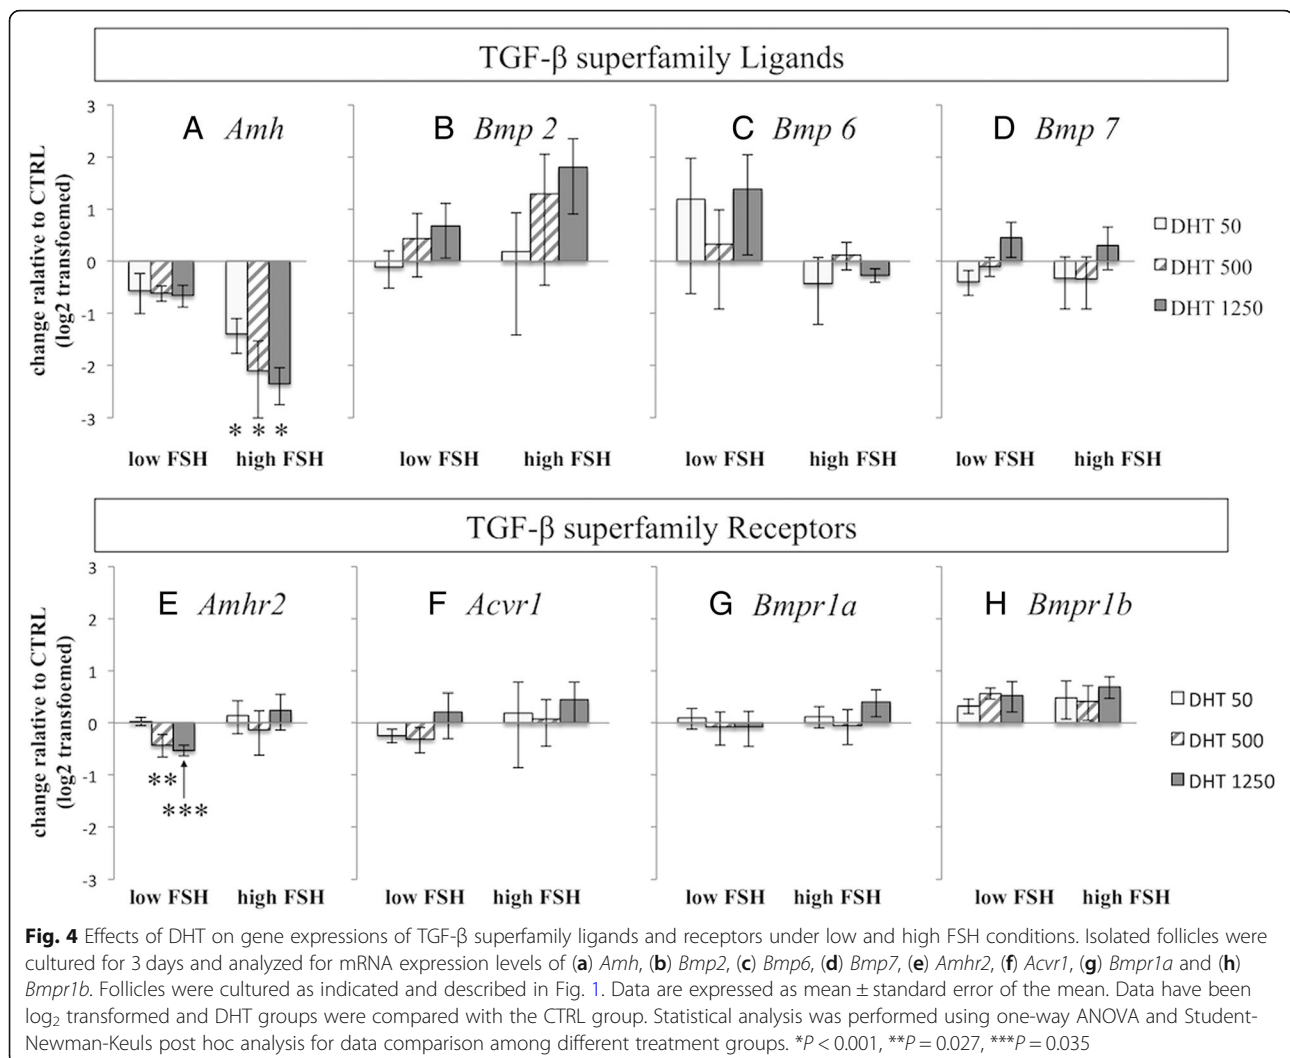 TGF-β superfamily Ligands
A Amh
B Bmp 2
C Bmp 6
D Bmp 7
change ralative to CTRL
(log2 transfoemed)
3
2
1
0
-1
-2
-3
* * *
low FSH high FSH
low FSH high FSH
low FSH high FSH
low FSH high FSH
DHT 50
DHT 500
DHT 1250
TGF-β superfamily Receptors
E Amhr2
F Acvr1
G Bmpr1a
H Bmpr1b
change ralative to CTRL
(log2 transfoemed)
3
2
1
0
-1
-2
-3
**
***
low FSH high FSH
low FSH high FSH
low FSH high FSH
low FSH high FSH
DHT 50
DHT 500
DHT 1250
Fig. 4 Effects of DHT on gene expressions of TGF-β superfamily ligands and receptors under low and high FSH conditions. Isolated follicles were
cultured for 3 days and analyzed for mRNA expression levels of (a) Amh, (b) Bmp2, (c) Bmp6, (d) Bmp7, (e) Amhr2, (f) Acvr1, (g) Bmpr1a and (h)
Bmpr1b. Follicles were cultured as indicated and described in Fig. 1. Data are expressed as mean ± standard error of the mean. Data have been
log₂ transformed and DHT groups were compared with the CTRL group. Statistical analysis was performed using one-way ANOVA and Student-
Newman-Keuls post hoc analysis for data comparison among different treatment groups. *P < 0.001, **P = 0.027, ***P = 0.035